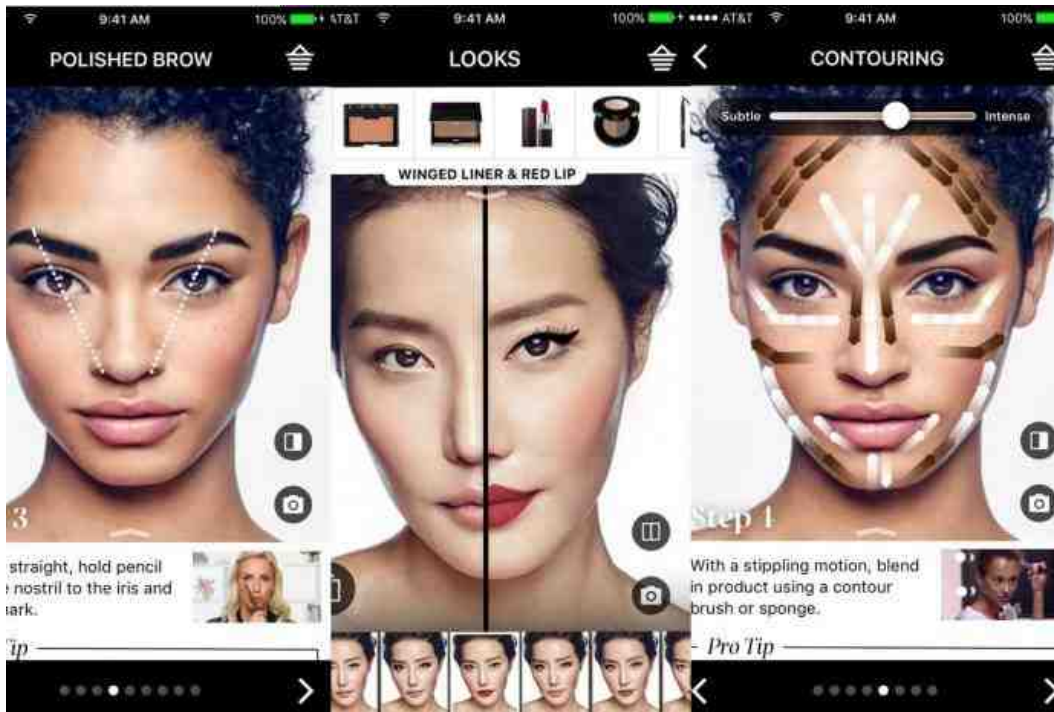 9:41 AM
100%
POLISHED BROW
3
straight, hold pencil
nostril to the iris and
Tip
AT&T
9:41 AM
100%
LOOKS
WINGED LINER & RED LIP
AT&T
9:41 AM
100%
CONTOURING
Subtle
Intense
Step 4
With a stippling motion, blend
in product using a contour
brush or sponge.
Pro Tip